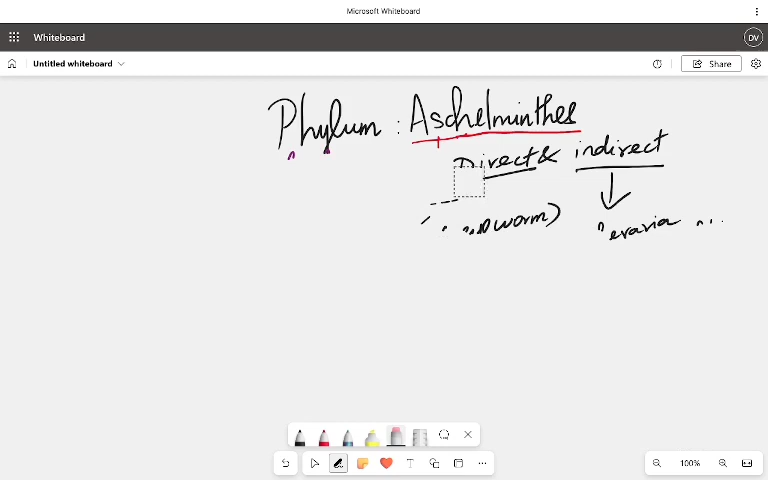 Microsoft Whiteboard
Whiteboard
DV
Untitled whiteboard
Share
Phylum : Aschelminthes
Direct & indirect
worm)
100%